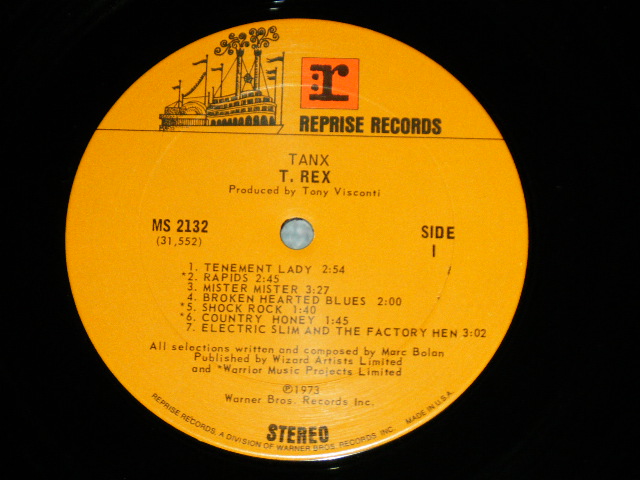 :r
REPRISE RECORDS
TANX
T. REX
Produced by Tony Visconti
MS 2132
(31,552)
SIDE
1
1. TENEMENT LADY 2:54
*2. RAPIDS 2:45
3. MISTER MISTER 3:27
4. BROKEN HEARTED BLUES 2:00
*5. SHOCK ROCK 1:40
*6. COUNTRY HONEY 1:45
7. ELECTRIC SLIM AND THE FACTORY HEN 3:02
All selections written and composed by Marc Bolan
Published by Wizard Artists Limited
and *Warrior Music Projects Limited
℗1973
Warner Bros. Records Inc.
STEREO
REPRISE RECORDS, A DIVISION OF WARNER BROS. RECORDS, INC. MADE IN U.S.A.